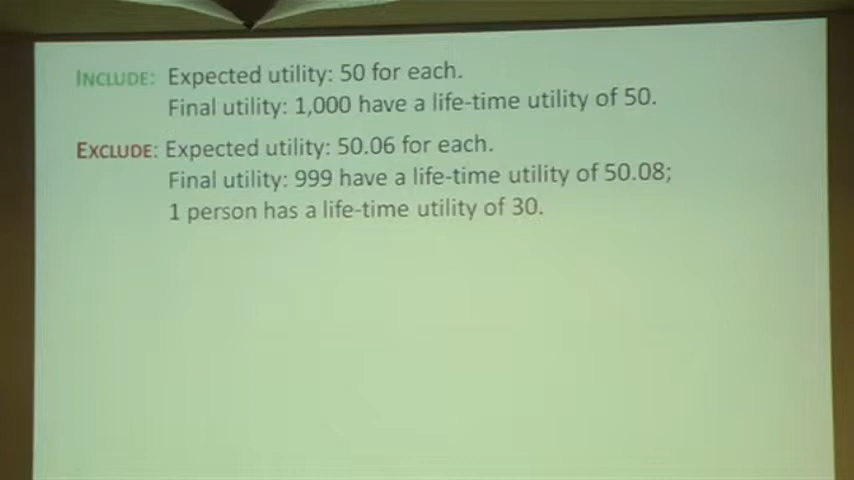 INCLUDE: Expected utility: 50 for each.
Final utility: 1,000 have a life-time utility of 50.
EXCLUDE: Expected utility: 50.06 for each.
Final utility: 999 have a life-time utility of 50.08;
1 person has a life-time utility of 30.